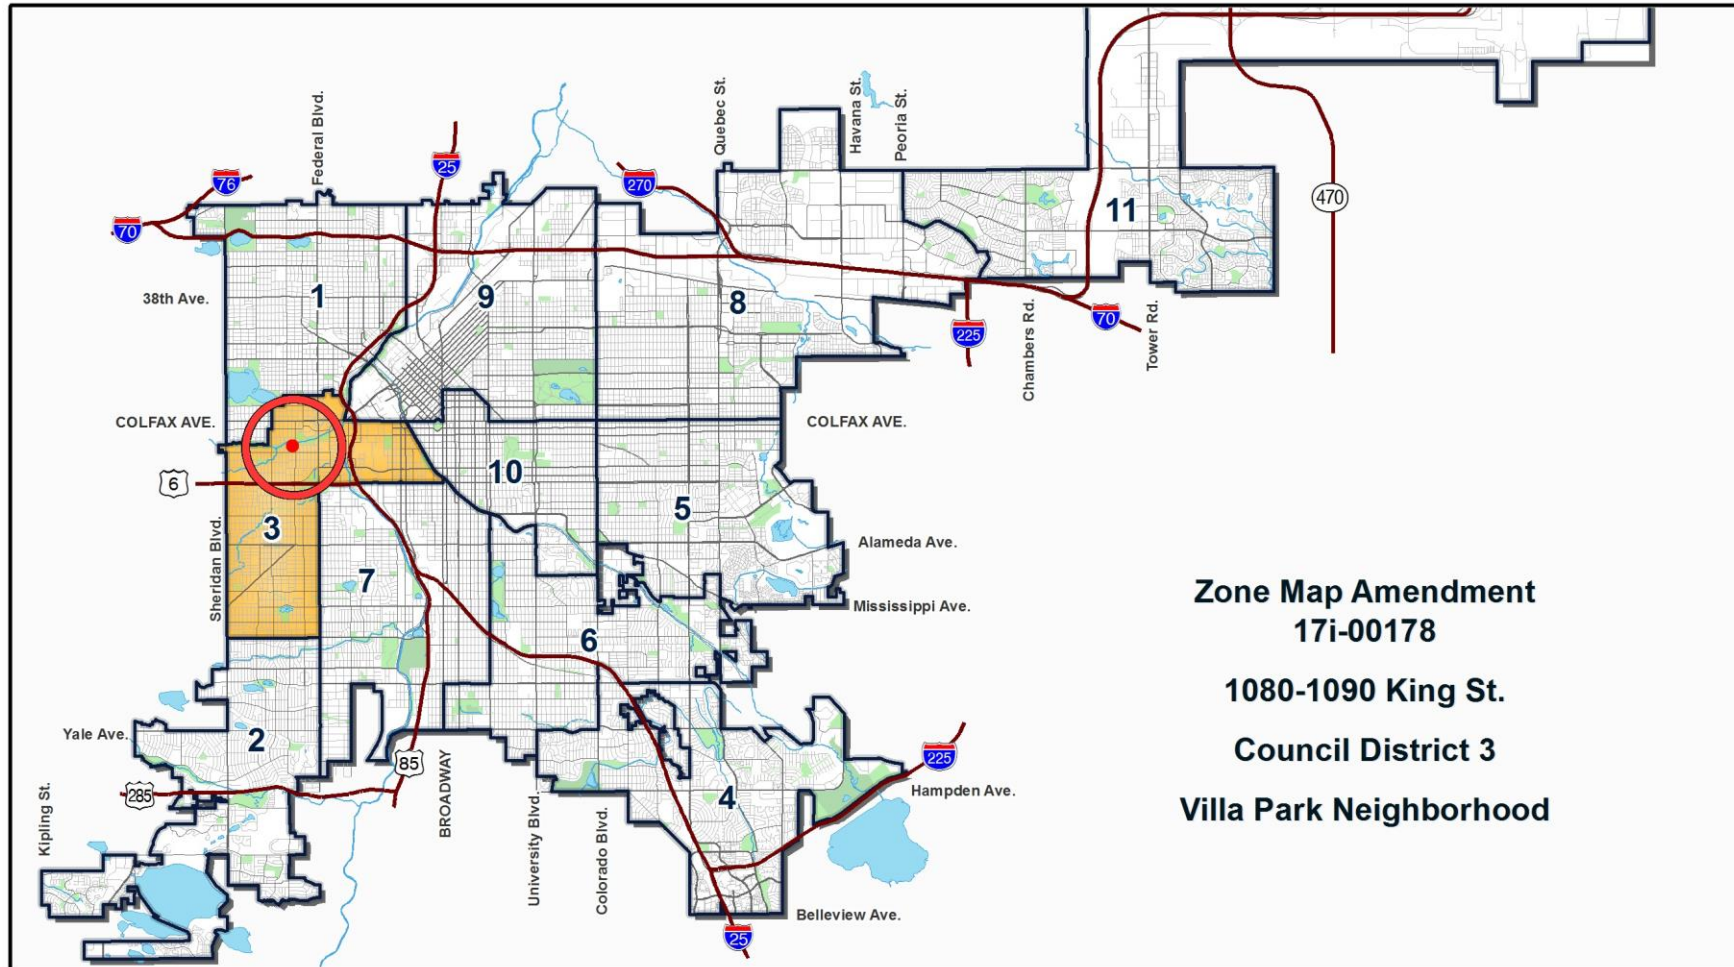 Federal Blvd.
Quebec St.
Havana St.
Peoria St.
76
25
270
70
470
11
38th Ave.
1
9
8
225
Chambers Rd.
70
Tower Rd.
COLFAX AVE.
COLFAX AVE.
6
10
5
Sheridan Blvd.
3
Alameda Ave.
7
Mississippi Ave.
6
Zone Map Amendment
17i-00178
1080-1090 King St.
Council District 3
Villa Park Neighborhood
Yale Ave.
2
85
BROADWAY
225
285
Hampden Ave.
4
Kipling St.
University Blvd.
Colorado Blvd.
Belleview Ave.
25